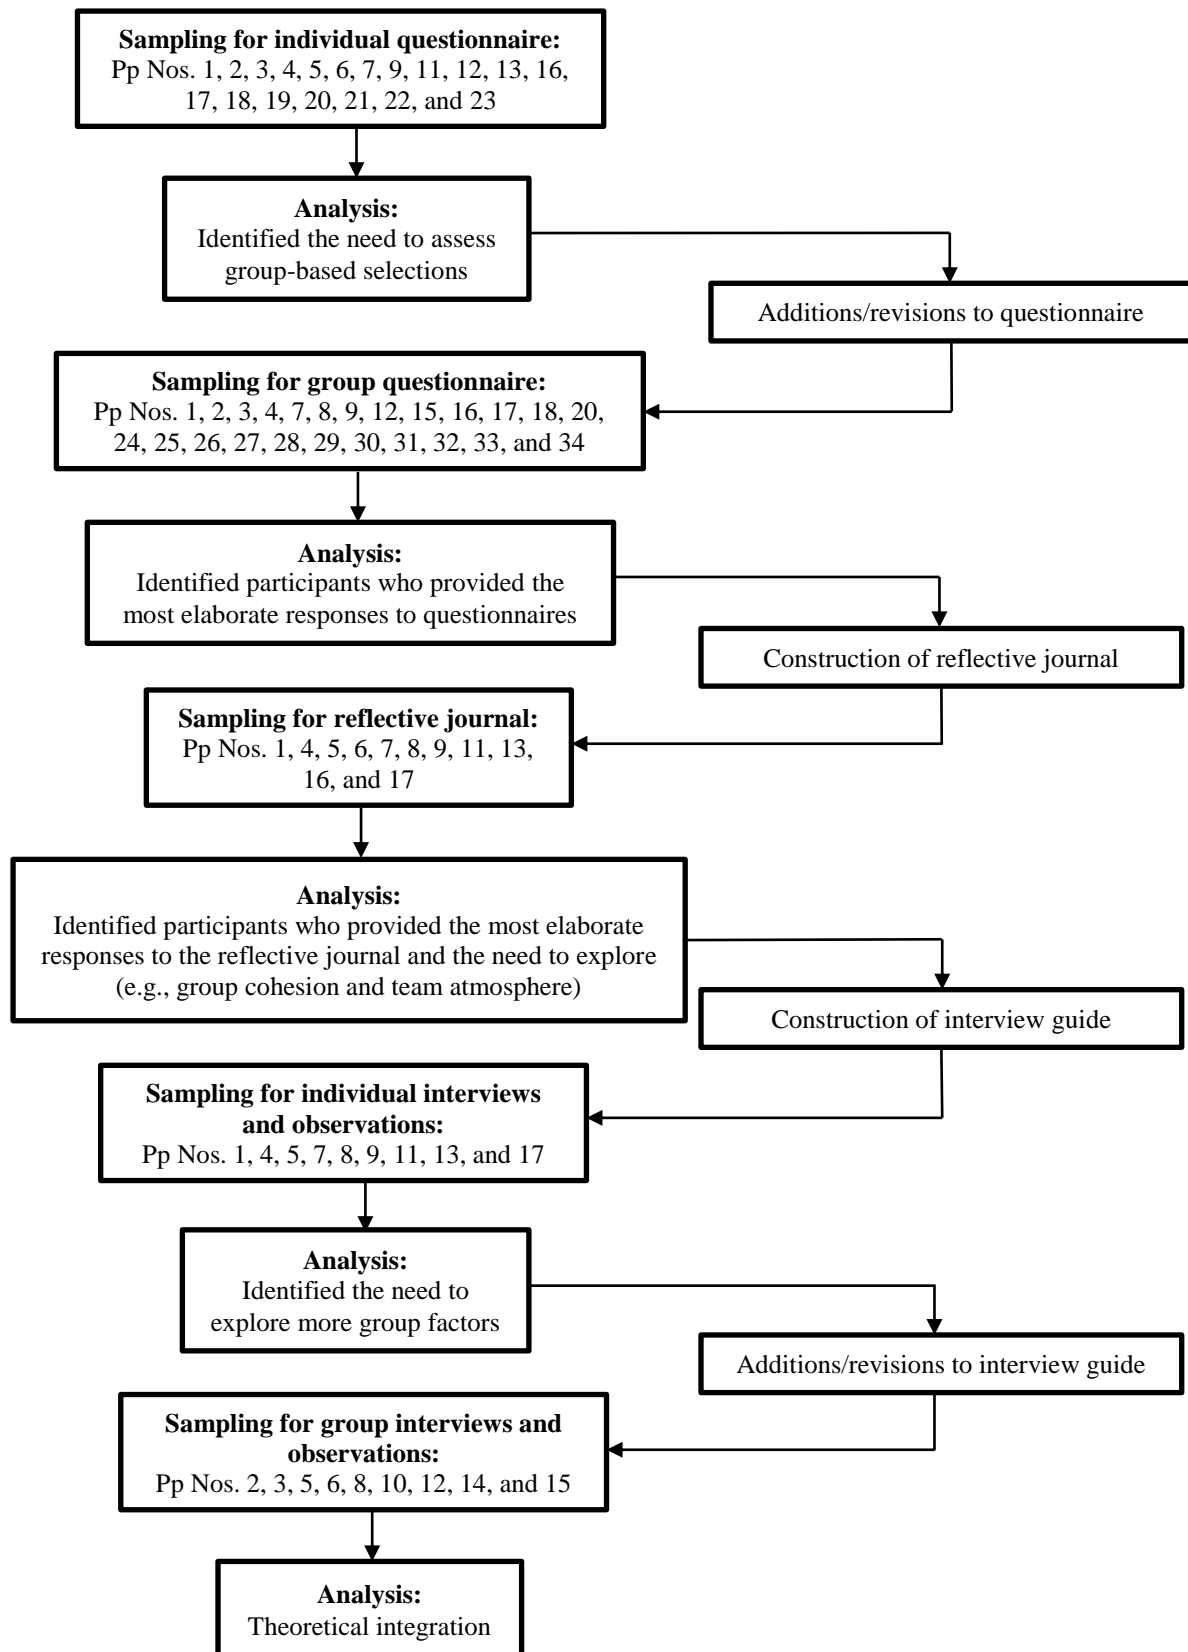 Sampling for individual questionnaire:
Pp Nos. 1, 2, 3, 4, 5, 6, 7, 9, 11, 12, 13, 16,
17, 18, 19, 20, 21, 22, and 23
Analysis:
Identified the need to assess
group-based selections
Additions/revisions to questionnaire
Sampling for group questionnaire:
Pp Nos. 1, 2, 3, 4, 7, 8, 9, 12, 15, 16, 17, 18, 20,
24, 25, 26, 27, 28, 29, 30, 31, 32, 33, and 34
Analysis:
Identified participants who provided the
most elaborate responses to questionnaires
Construction of reflective journal
Sampling for reflective journal:
Pp Nos. 1, 4, 5, 6, 7, 8, 9, 11, 13,
16, and 17
Analysis:
Identified participants who provided the most elaborate
responses to the reflective journal and the need to explore
(e.g., group cohesion and team atmosphere)
Construction of interview guide
Sampling for individual interviews
and observations:
Pp Nos. 1, 4, 5, 7, 8, 9, 11, 13, and 17
Analysis:
Identified the need to
explore more group factors
Additions/revisions to interview guide
Sampling for group interviews and
observations:
Pp Nos. 2, 3, 5, 6, 8, 10, 12, 14, and 15
Analysis:
Theoretical integration